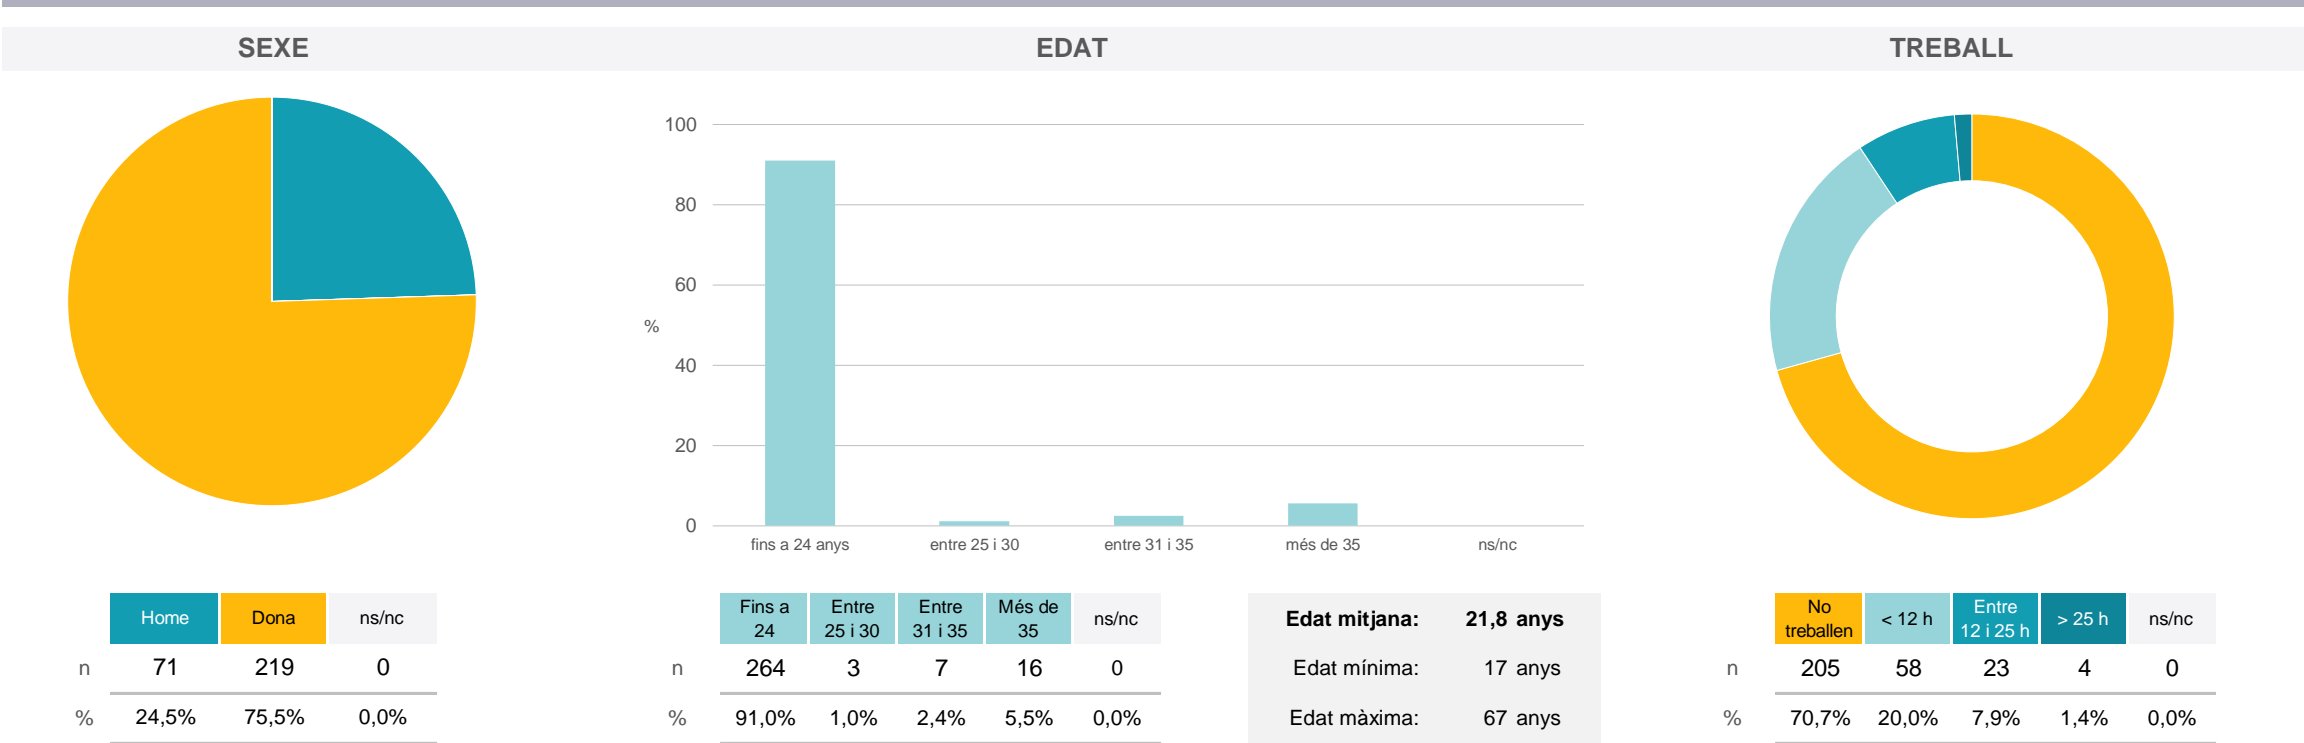 SEXE
EDAT
TREBALL
100
80
60
%
40
20
0
fins a 24 anys
entre 25 i 30
entre 31 i 35
més de 35
ns/nc
Home Dona ns/nc
n 71 219 0
% 24,5% 75,5% 0,0%
Fins a 24
Entre 25 i 30
Entre 31 i 35
Més de 35
ns/nc
n 264 3 7 16 0
% 91,0% 1,0% 2,4% 5,5% 0,0%
Edat mitjana: 21,8 anys
Edat mínima: 17 anys
Edat màxima: 67 anys
No treballen
< 12 h
Entre 12 i 25 h
> 25 h
ns/nc
n 205 58 23 4 0
% 70,7% 20,0% 7,9% 1,4% 0,0%